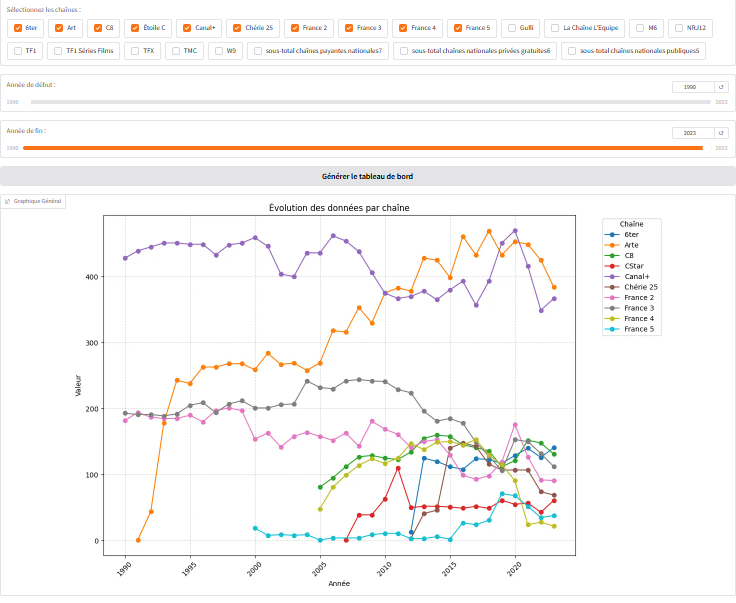 Sélectionnez les chaînes :
6ter Art C8 Étoile C Canal+ Chérie 25 France 2 France 3 France 4 France 5 Gulli La Chaîne L'Equipe M6 NRJ12
TF1 TF1 Séries Films TFX TMC W9 sous-total chaînes payantes nationales7 sous-total chaînes nationales privées gratuites6 sous-total chaînes nationales publiques5
Année de début :
1990
1990 2023
Année de fin :
2023
1990 2023
Générer le tableau de bord
Graphique Général
Évolution des données par chaîne
Chaîne
6ter
Arte
C8
CStar
Canal+
Chérie 25
France 2
France 3
France 4
France 5
Valeur
400
300
200
100
0
1990 1995 2000 2005 2010 2015 2020
Année